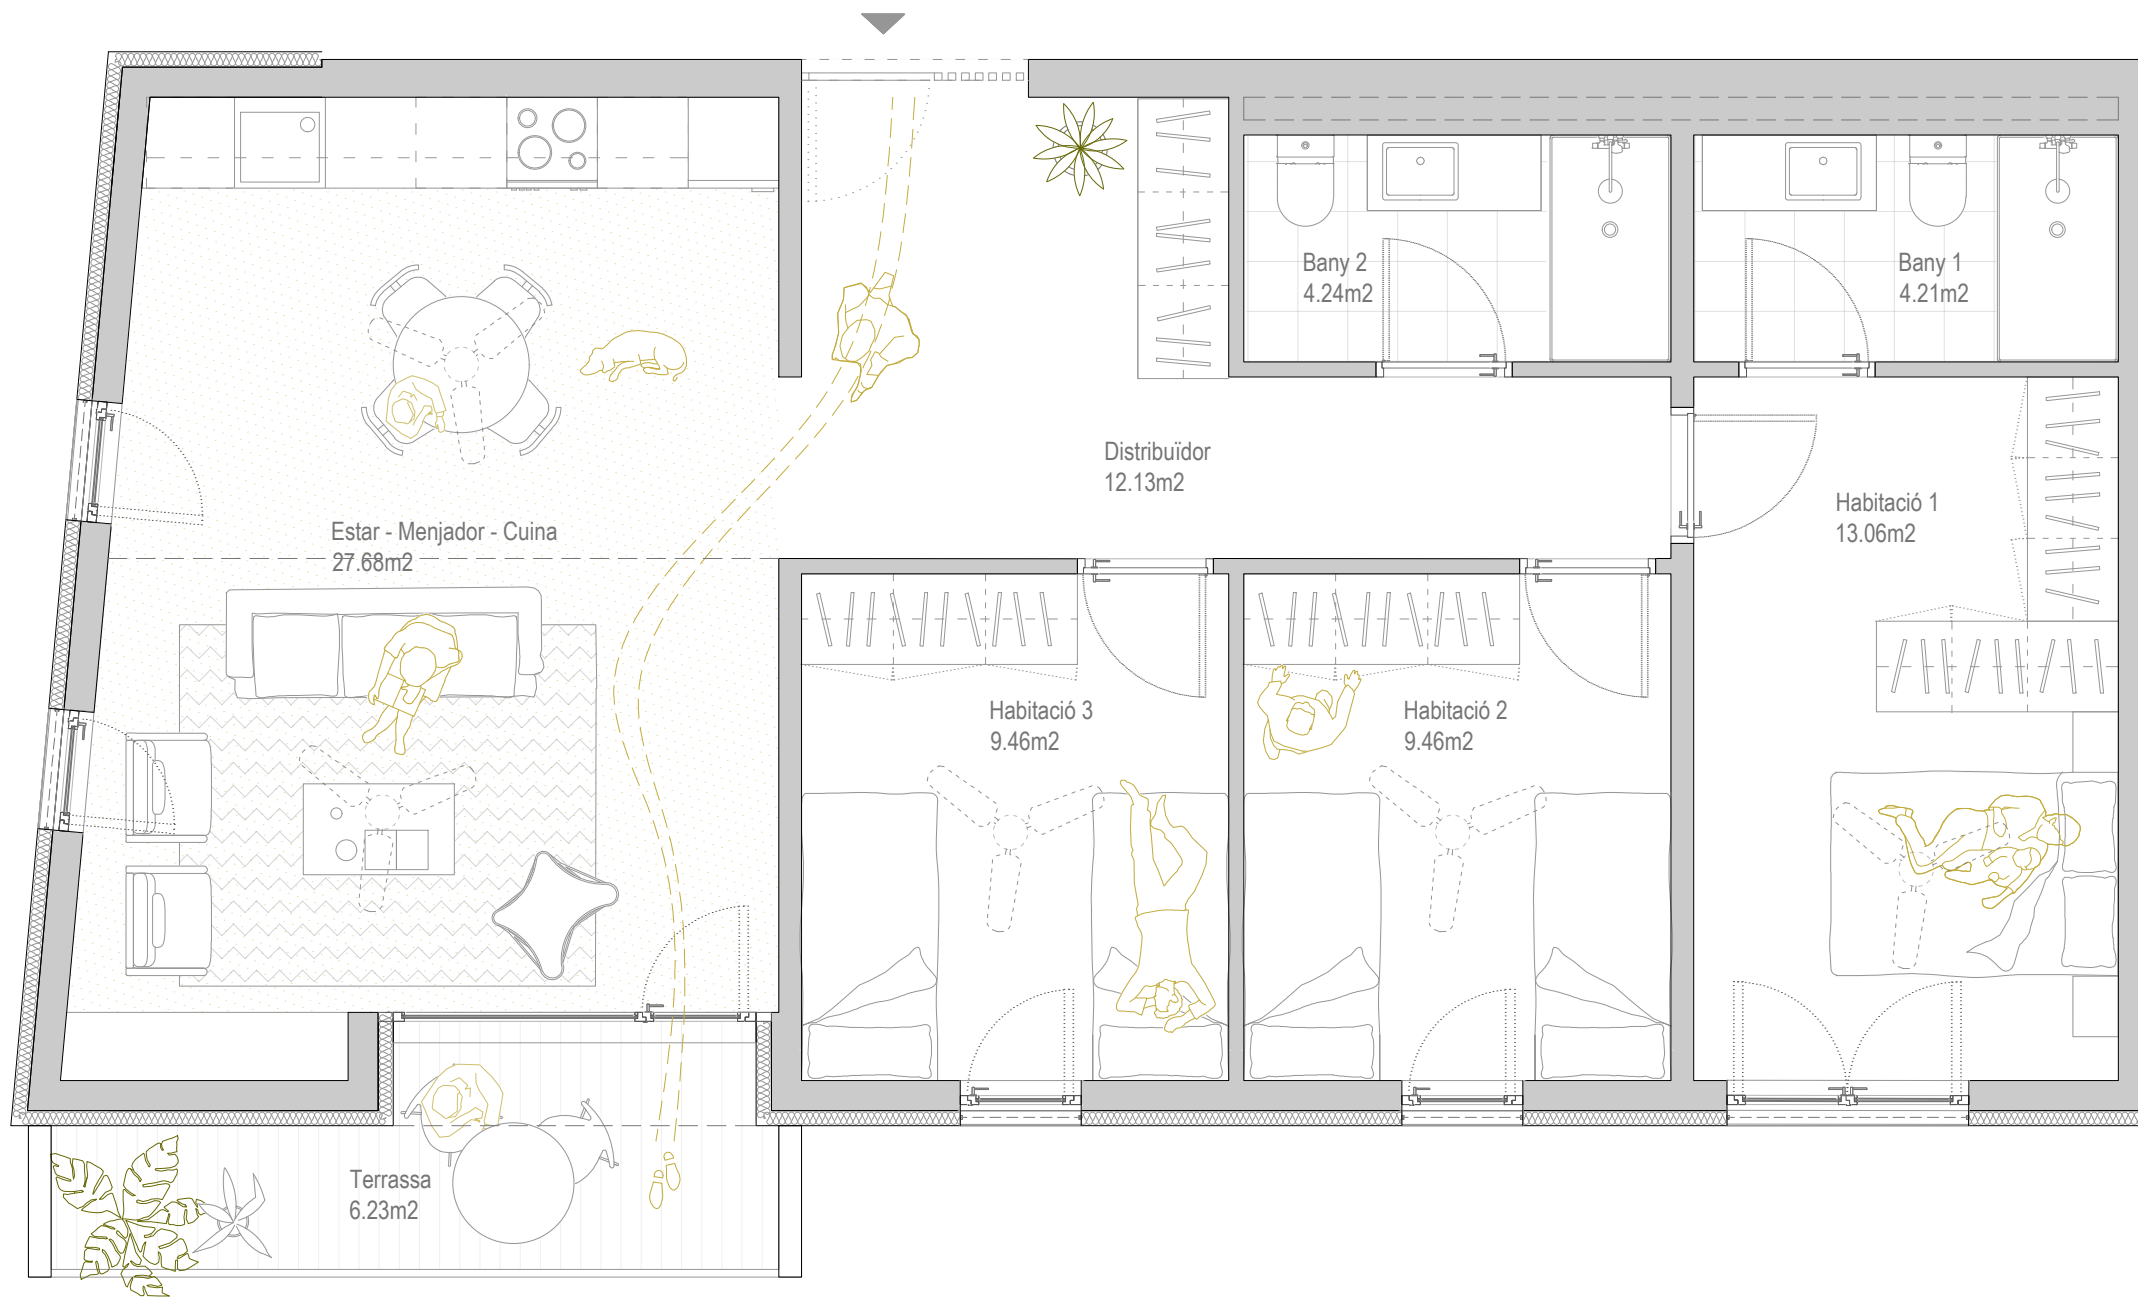 Bany 2
4.24m2
Bany 1
4.21m2
Distribuïdor
12.13m2
Habitació 1
13.06m2
Estar - Menjador - Cuina
27.68m2
Habitació 3
9.46m2
Habitació 2
9.46m2
Terrassa
6.23m2